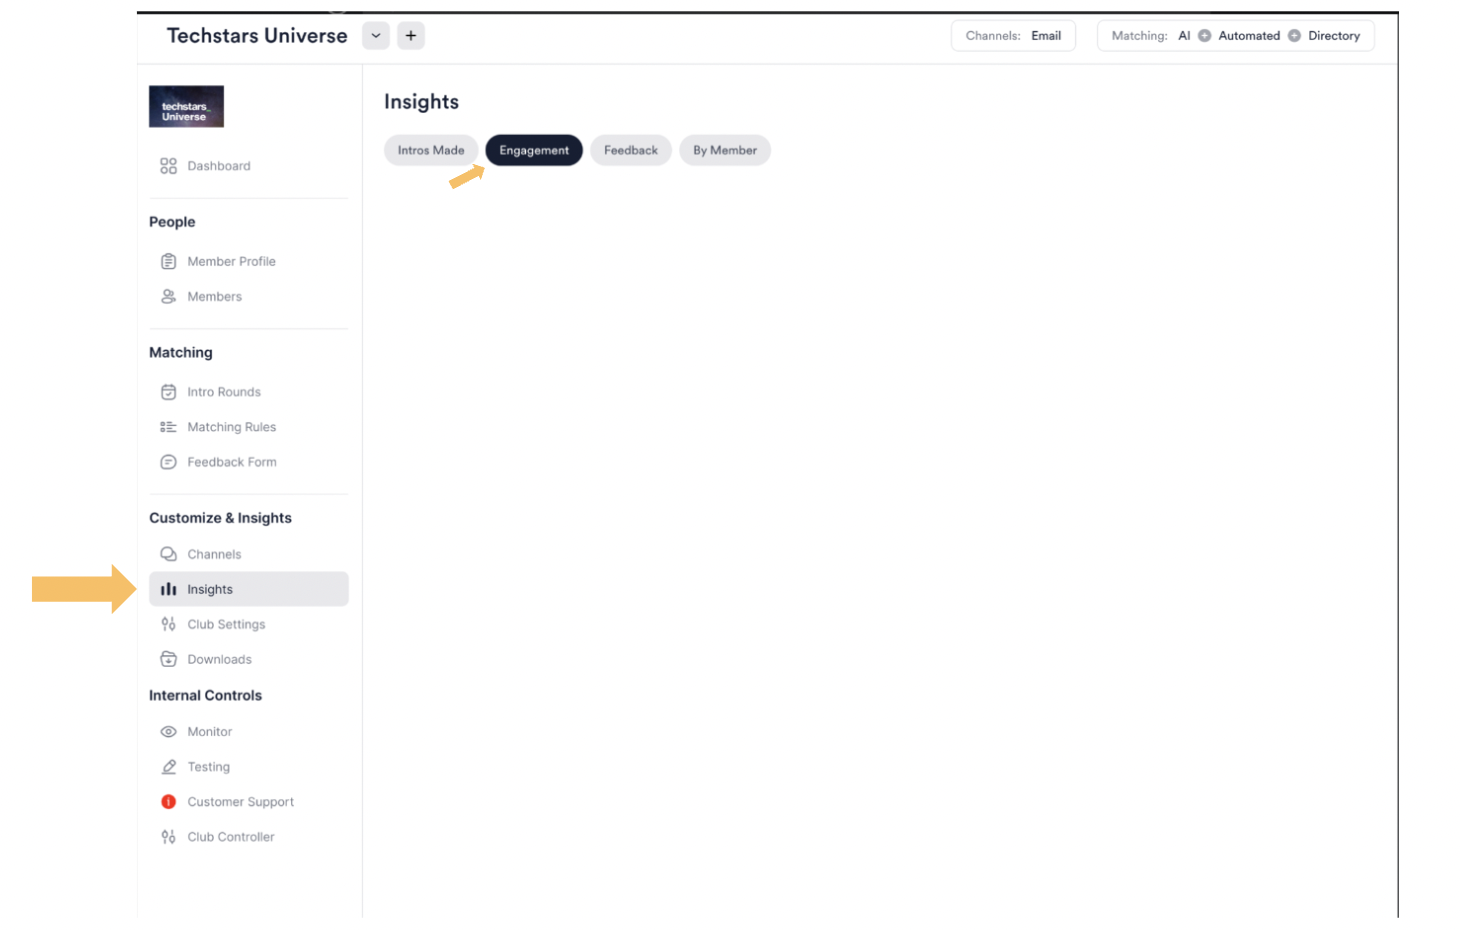 Techstars Universe
Channels: Email
Matching: AI Automated Directory
techstars_
Universe
Dashboard
People
Member Profile
Members
Matching
Intro Rounds
Matching Rules
Feedback Form
Customize & Insights
Channels
Insights
Club Settings
Downloads
Internal Controls
Monitor
Testing
Customer Support
Club Controller
Insights
Intros Made Engagement Feedback By Member